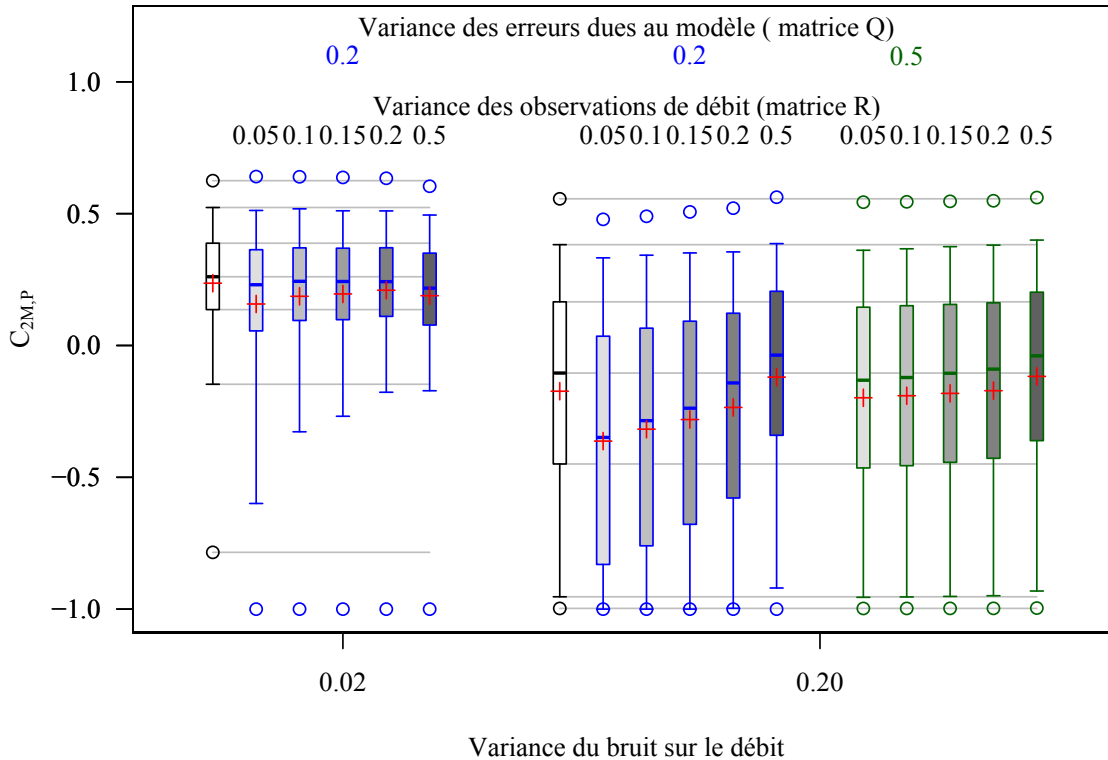 Variance des erreurs dues au modèle ( matrice Q)
0.2 0.2 0.5
Variance des observations de débit (matrice R)
0.05 0.1 0.15 0.2 0.5 0.05 0.1 0.15 0.2 0.5 0.05 0.1 0.15 0.2 0.5
1.0
0.5
0.0
−0.5
−1.0
C2M,P
0.02 0.20
Variance du bruit sur le débit